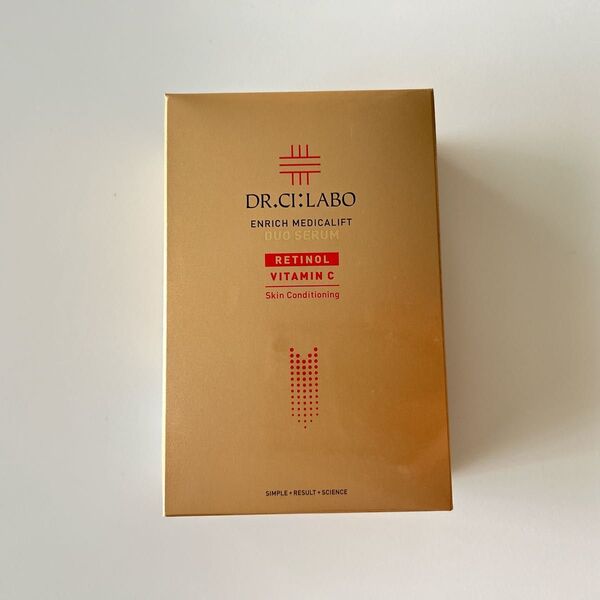 DR.CI:LABO
ENRICH MEDICALIFT
DUO SERUM
RETINOL
VITAMIN C
Skin Conditioning
SIMPLE + RESULT + SCIENCE